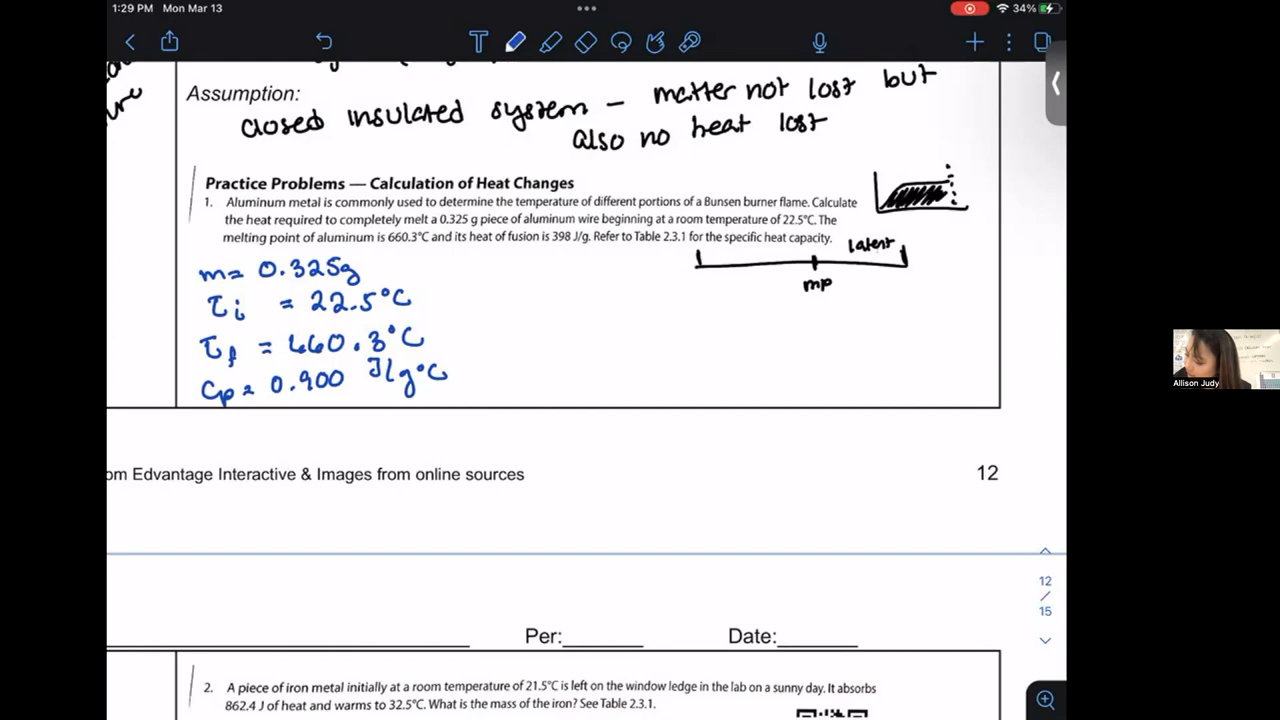 1:29 PM Mon Mar 13
34%
Assumption:
closed insulated system - matter not lost but
also no heat lost
Practice Problems — Calculation of Heat Changes
1. Aluminum metal is commonly used to determine the temperature of different portions of a Bunsen burner flame. Calculate
the heat required to completely melt a 0.325 g piece of aluminum wire beginning at a room temperature of 22.5°C. The
melting point of aluminum is 660.3°C and its heat of fusion is 398 J/g. Refer to Table 2.3.1 for the specific heat capacity.
latent
mp
m= 0.325g
Ti = 22.5°C
Tf = 660.3°C
Cp = 0.900 J/g°C
Allison Judy
om Edvantage Interactive & Images from online sources
12
12
/
15
Per:______ Date:______
2. A piece of iron metal initially at a room temperature of 21.5°C is left on the window ledge in the lab on a sunny day. It absorbs
862.4 J of heat and warms to 32.5°C. What is the mass of the iron? See Table 2.3.1.